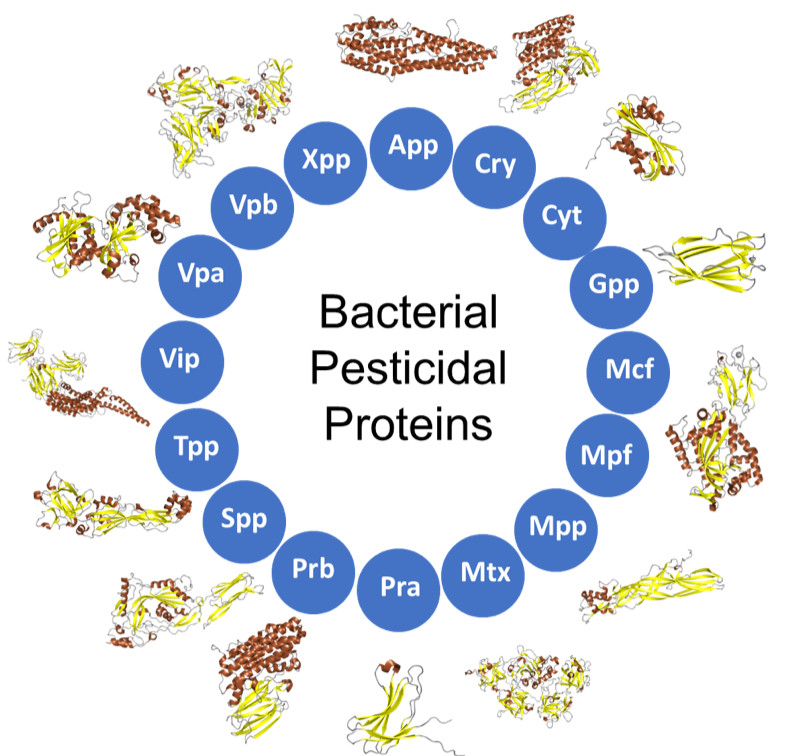 App
Cry
Cyt
Gpp
Mcf
Mpf
Mpp
Mtx
Pra
Prb
Spp
Tpp
Vip
Vpa
Vpb
Xpp
Bacterial
Pesticidal
Proteins